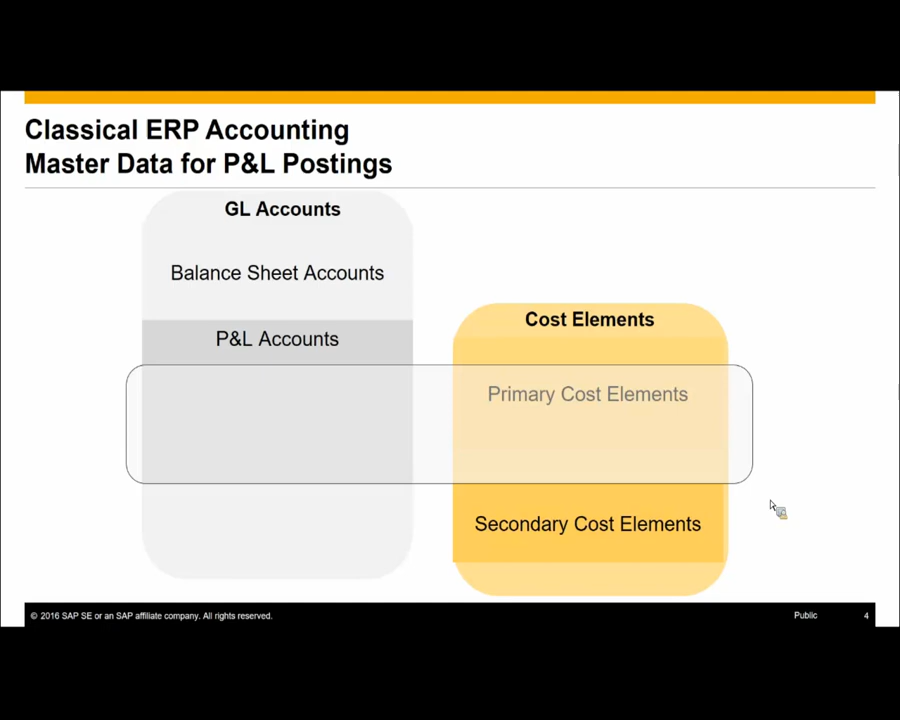 Classical ERP Accounting
Master Data for P&L Postings
GL Accounts
Balance Sheet Accounts
P&L Accounts
Cost Elements
Primary Cost Elements
Secondary Cost Elements
© 2016 SAP SE or an SAP affiliate company. All rights reserved.
Public
4